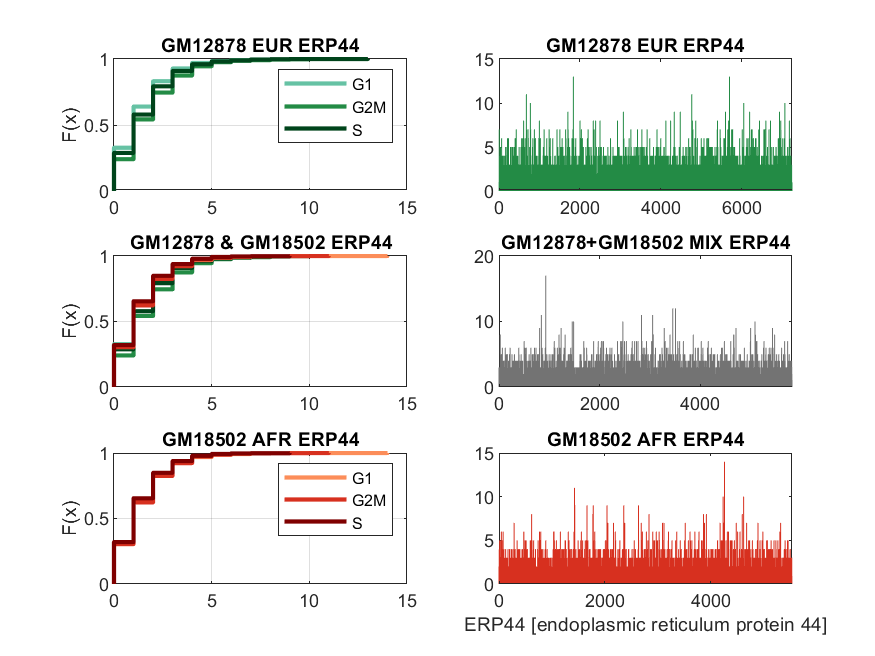 GM12878 EUR ERP44
1
0.5
0
F(x)
0 5 10 15
G1
G2M
S
GM12878 EUR ERP44
15
10
5
0
0 2000 4000 6000
GM12878 & GM18502 ERP44
1
0.5
0
F(x)
0 5 10 15
GM12878+GM18502 MIX ERP44
20
10
0
0 2000 4000
GM18502 AFR ERP44
1
0.5
0
F(x)
0 5 10 15
G1
G2M
S
GM18502 AFR ERP44
15
10
5
0
0 2000 4000
ERP44 [endoplasmic reticulum protein 44]